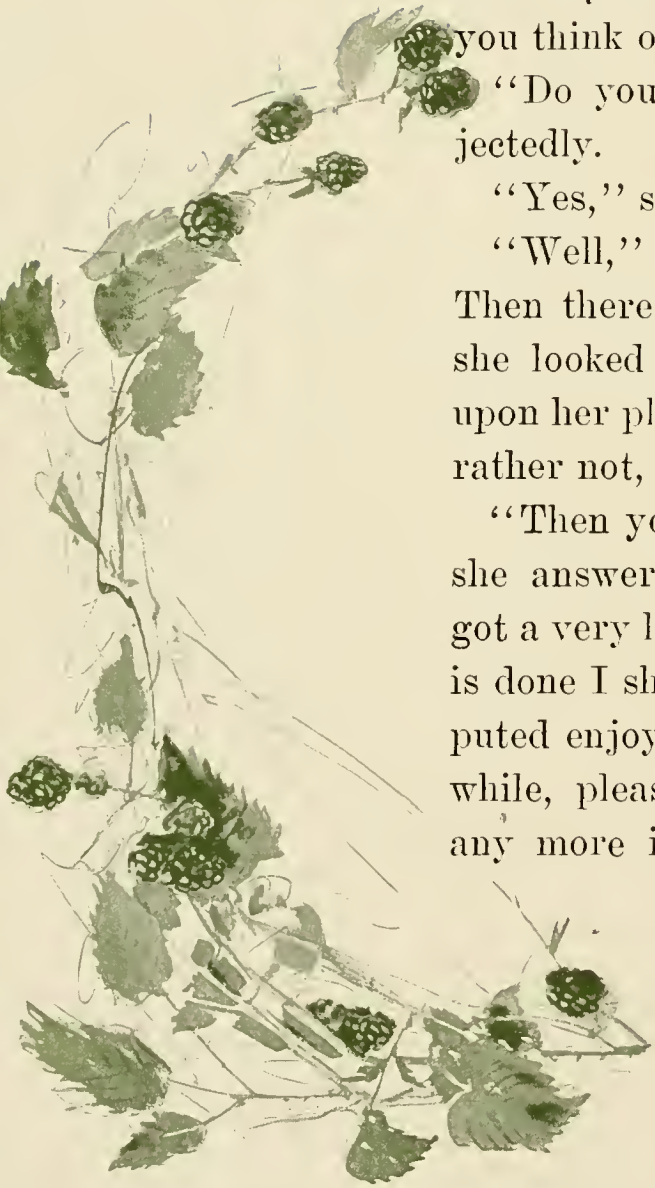 you think o
“Do you
jectedly.
“Yes,” s
“Well,”
Then there
she looked
upon her pl
rather not,
“Then yo
she answer
got a very l
is done I sh
puted enjoy
while, pleas
any more i